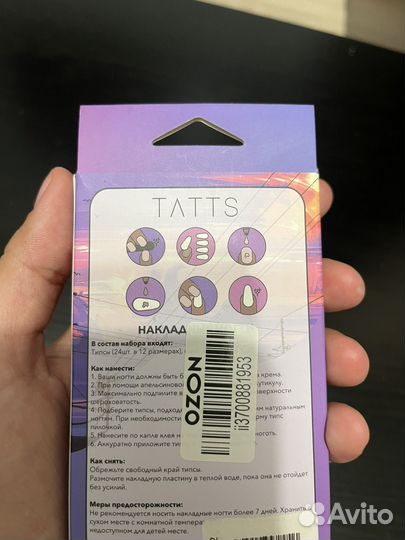 TATTS
НАКЛАД
В состав набора входят:
Типсы (24шт. в 12 размерах),
Как нанести:
1. Ваши ногти должны быть б крема.
2. При помощи апельсинового кутикулу.
3. Максимально подпилите в поверхности
шероховатость.
4. Подберите типсы, подходя натуральным
ногтям. При необходимости форму типс
пилочкой.
5. Нанесите по капле клея ноготь.
6. Аккуратно приложите тип
Как снять:
Обрежьте свободный край типсы.
Размочите накладную пластину в теплой воде, пока она не отойдет
без усилий.
Меры предосторожности:
Не рекомендуется носить накладные ногти более 7 дней. Хранить
сухом месте с комнатной температ
недоступном для детей месте.
OZON
ii3700881953
Avito